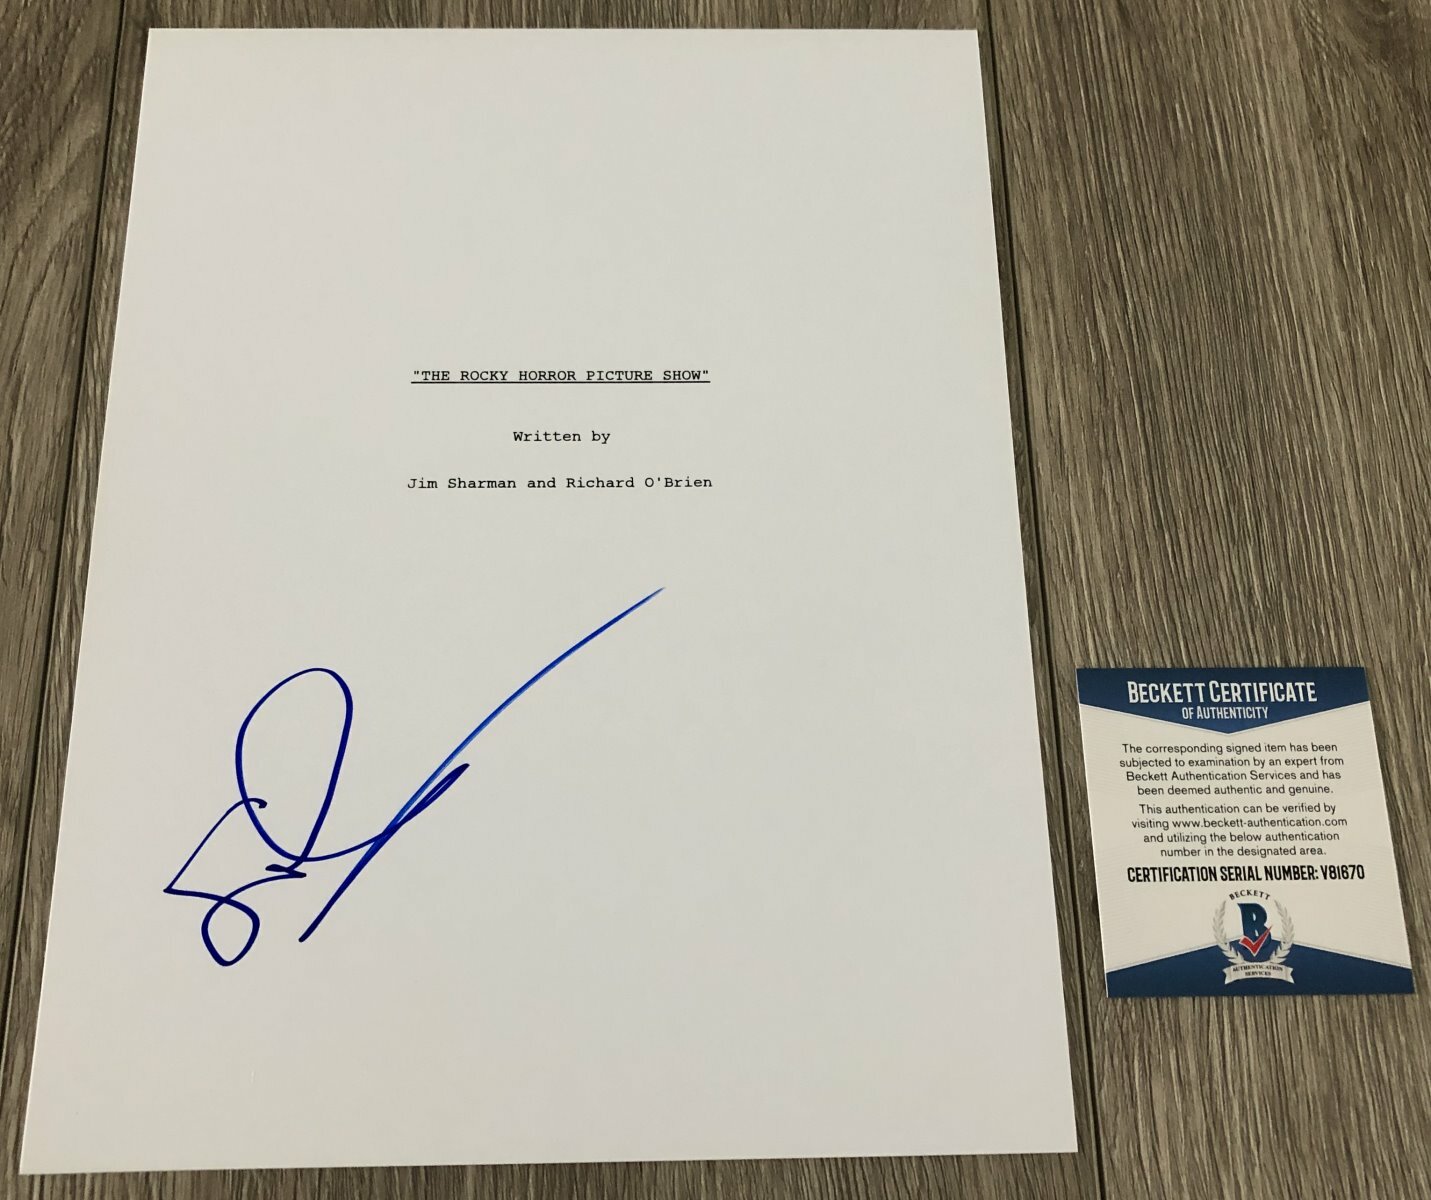 "THE ROCKY HORROR PICTURE SHOW"
Written by
Jim Sharman and Richard O'Brien
BECKETT CERTIFICATE
OF AUTHENTICITY
The corresponding signed item has been
subjected to examination by an expert from
Beckett Authentication Services and has
been deemed authentic and genuine.
This authentication can be verified by
visiting www.beckett-authentication.com
and utilizing the below authentication
number in the designated area.
CERTIFICATION SERIAL NUMBER: V81670
BECKETT
B
AUTHENTICATION
SERVICES